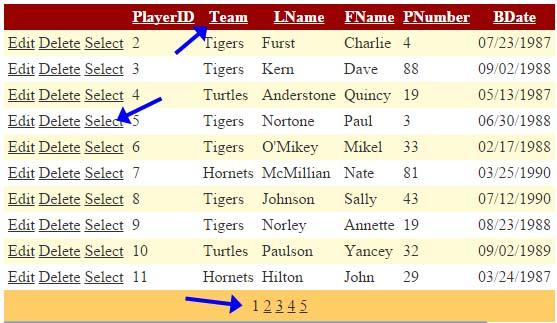 PlayerID Team LName FName PNumber BDate
Edit Delete Select 2 Tigers Furst Charlie 4 07/23/1987
Edit Delete Select 3 Tigers Kern Dave 88 09/02/1988
Edit Delete Select 4 Turtles Anderstone Quincy 19 05/13/1987
Edit Delete Select 5 Tigers Nortone Paul 3 06/30/1988
Edit Delete Select 6 Tigers O'Mikey Mikel 33 02/17/1988
Edit Delete Select 7 Hornets McMillian Nate 81 03/25/1990
Edit Delete Select 8 Tigers Johnson Sally 43 07/12/1990
Edit Delete Select 9 Tigers Norley Annette 19 08/23/1988
Edit Delete Select 10 Turtles Paulson Yancey 32 09/02/1989
Edit Delete Select 11 Hornets Hilton John 29 03/24/1987
1 2 3 4 5